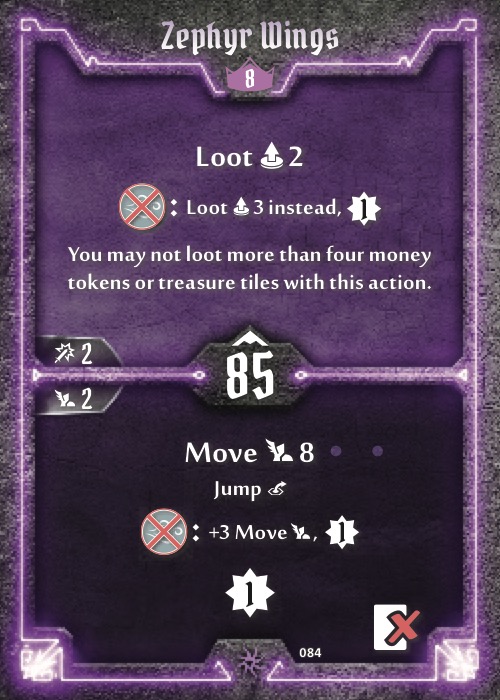 Zephyr Wings
8
Loot 2
: Loot 3 instead, 1
You may not loot more than four money
tokens or treasure tiles with this action.
2
85
2
Move 8
Jump
: +3 Move , 1
1
084